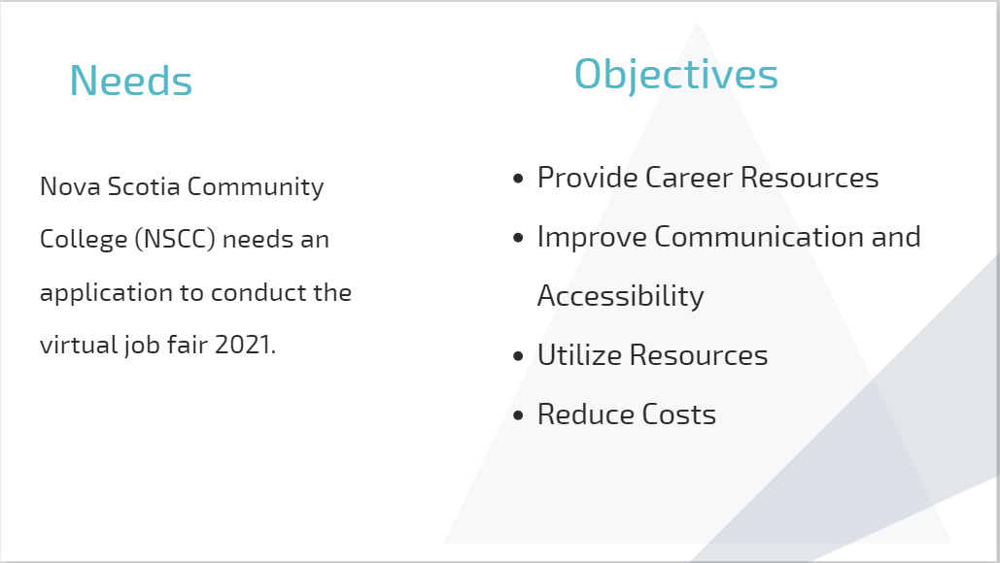 Needs
Nova Scotia Community
College (NSCC) needs an
application to conduct the
virtual job fair 2021.
Objectives
• Provide Career Resources
• Improve Communication and
Accessibility
• Utilize Resources
• Reduce Costs